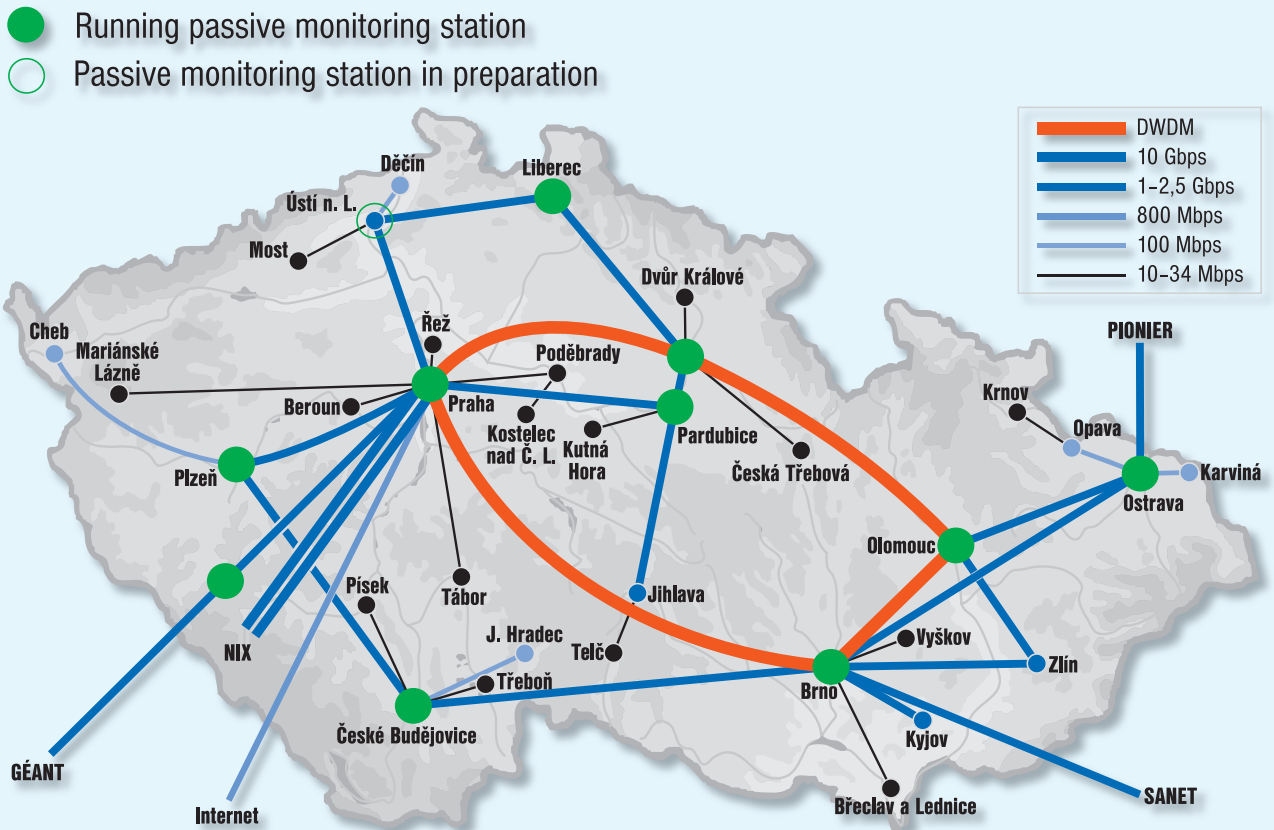 Running passive monitoring station
Passive monitoring station in preparation
DWDM
10 Gbps
1–2,5 Gbps
800 Mbps
100 Mbps
10–34 Mbps
Děčín
Liberec
Ústí n. L.
Most
Dvůr Králové
Cheb
Řež
PIONIER
Mariánské
Lázně
Poděbrady
Beroun
Praha
Krnov
Kostelec
nad Č. L.
Kutná
Hora
Pardubice
Opava
Česká Třebová
Karviná
Plzeň
Ostrava
Olomouc
Písek
Tábor
Jihlava
J. Hradec
Vyškov
NIX
Telč
Zlín
Třeboň
Brno
České Budějovice
Kyjov
GÉANT
Břeclav a Lednice
SANET
Internet